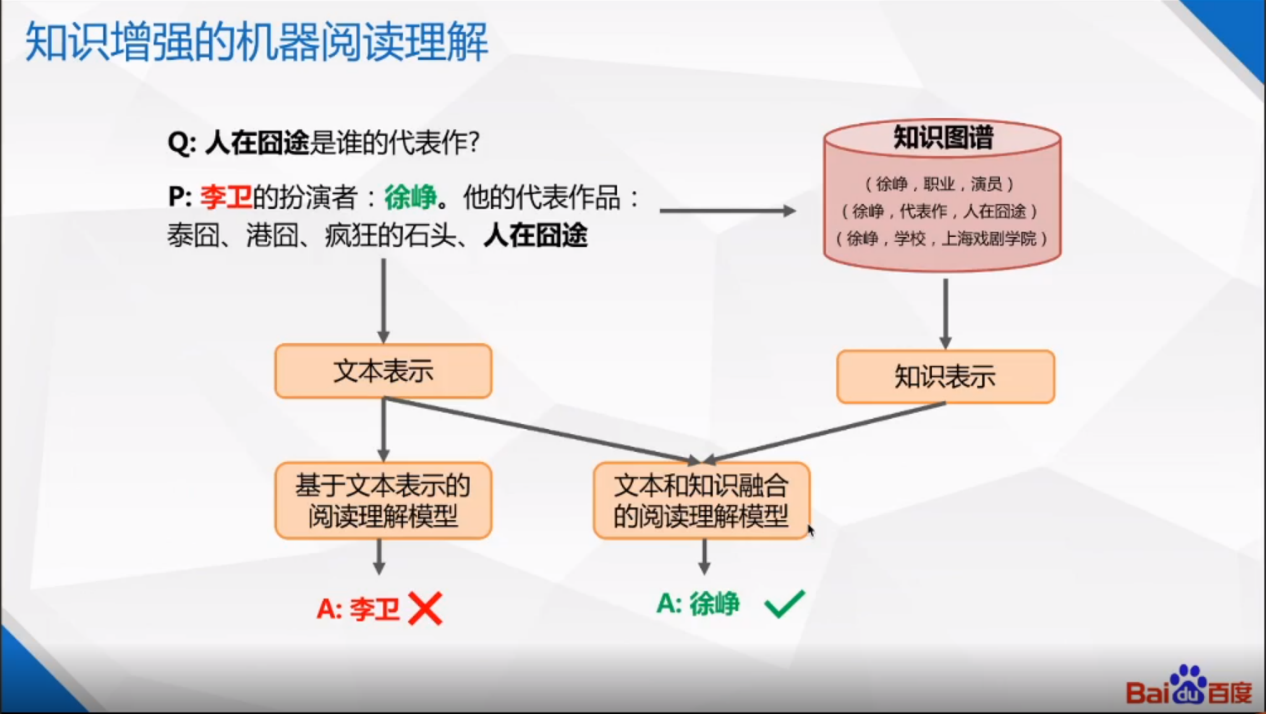 知识增强的机器阅读理解
Q: 人在囧途是谁的代表作?
P: 李卫的扮演者：徐峥。他的代表作品：
泰囧、港囧、疯狂的石头、人在囧途
知识图谱
（徐峥，职业，演员）
（徐峥，代表作，人在囧途）
（徐峥，学校，上海戏剧学院）
文本表示
知识表示
基于文本表示的
阅读理解模型
文本和知识融合
的阅读理解模型
A: 李卫
A: 徐峥
Bai du 百度